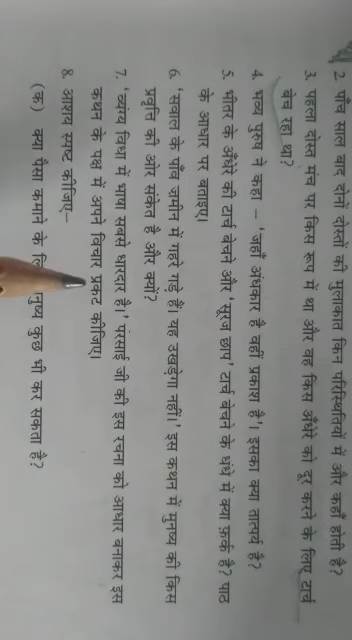 2. पाँच साल बाद दोनों दोस्तों की मुलाकात किन परिस्थितियों में और कहाँ होती है?
3. पहला दोस्त मंच पर किस रूप में था और वह किस अँधेरे को दूर करने के लिए टार्च
बेच रहा था?
4. भव्य पुरुष ने कहा – 'जहाँ अंधकार है वहीं प्रकाश है'। इसका क्या तात्पर्य है?
5. भीतर के अँधेरे की टार्च बेचने और 'सूरज छाप' टार्च बेचने के धंधे में क्या फ़र्क है? पाठ
के आधार पर बताइए।
6. 'सवाल के पाँव ज़मीन में गहरे गड़े हैं। यह उखड़ेगा नहीं।' इस कथन में मनुष्य की किस
प्रवृत्ति की ओर संकेत है और क्यों?
7. 'व्यंग्य विधा में भाषा सबसे धारदार है।' परसाई जी की इस रचना को आधार बनाकर इस
कथन के पक्ष में अपने विचार प्रकट कीजिए।
8. आशय स्पष्ट कीजिए–
(क) क्या पैसा कमाने के मनुष्य कुछ भी कर सकता है?